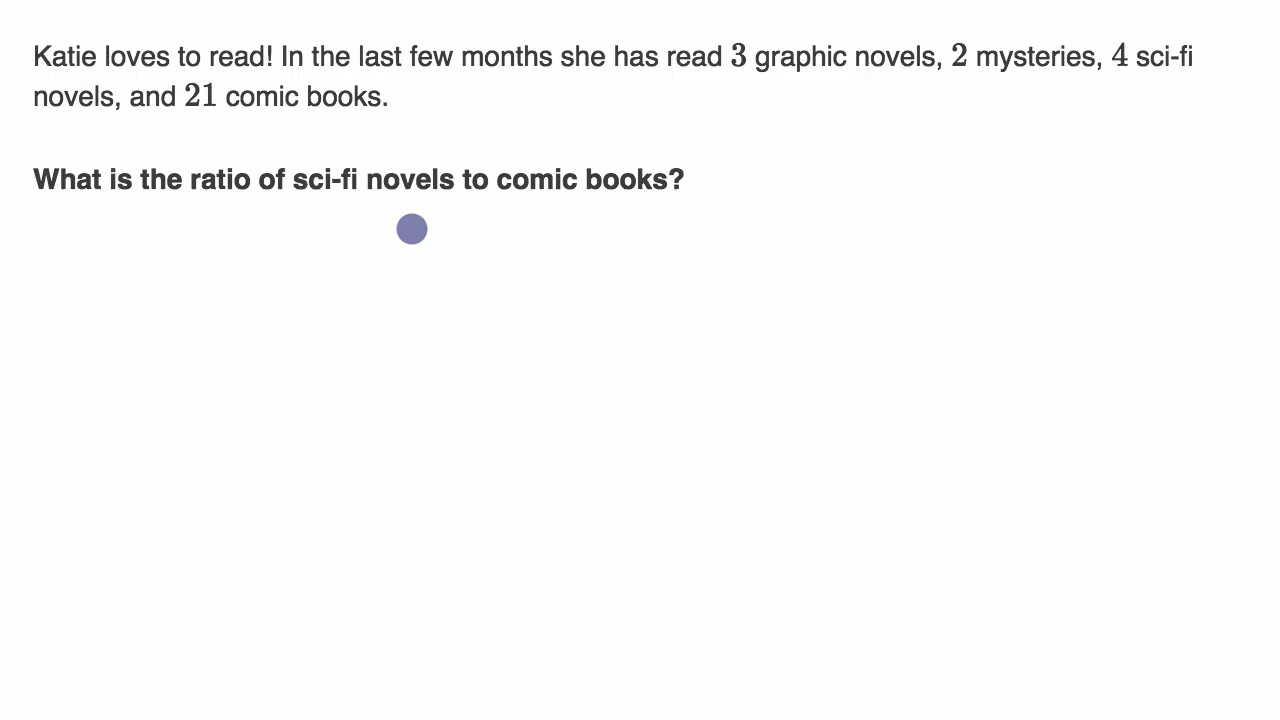 Katie loves to read! In the last few months she has read 3 graphic novels, 2 mysteries, 4 sci-fi
novels, and 21 comic books.
What is the ratio of sci-fi novels to comic books?